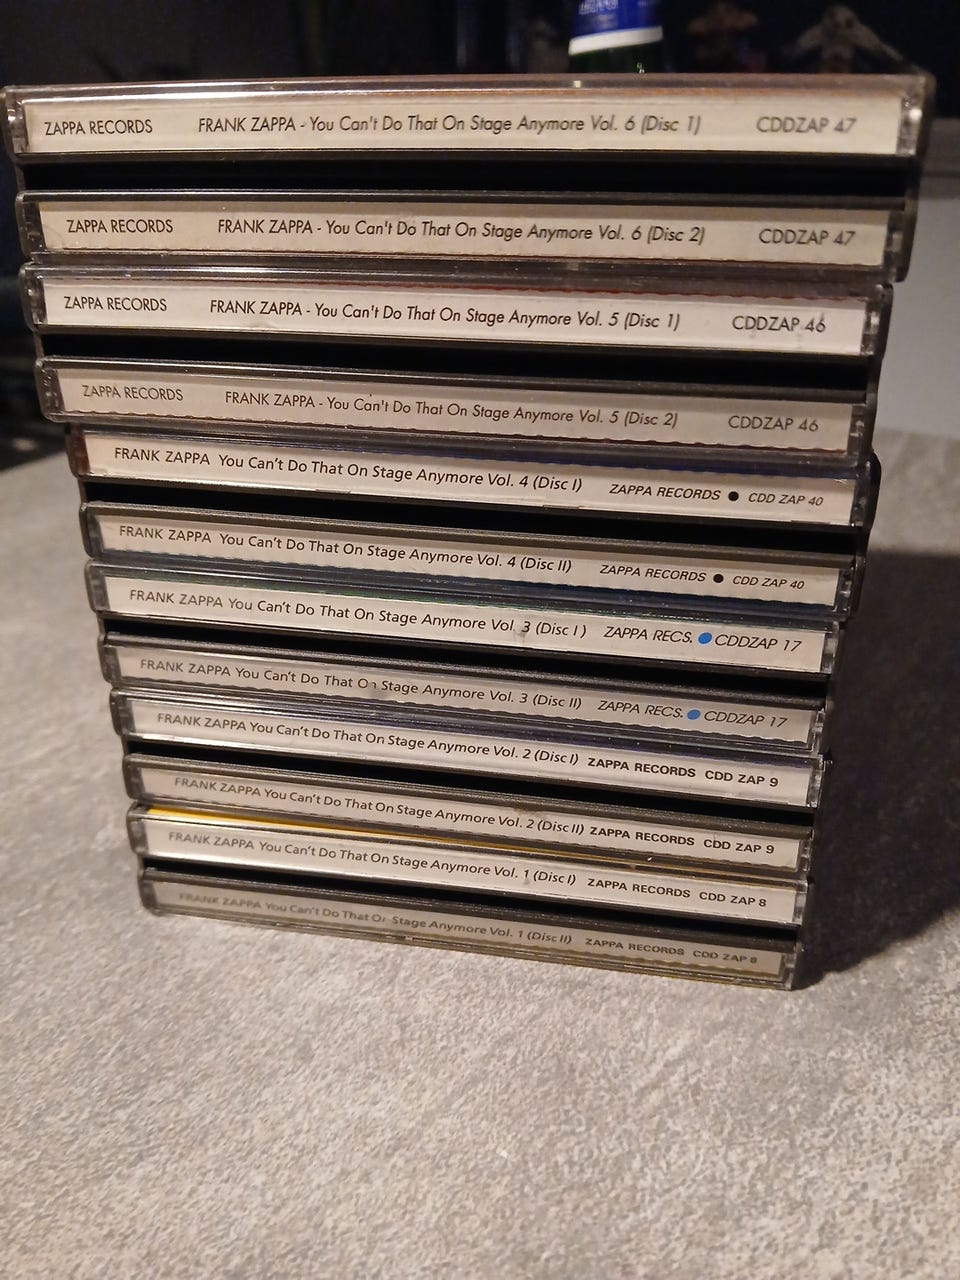 ZAPPA RECORDS FRANK ZAPPA - You Can't Do That On Stage Anymore Vol. 6 (Disc 1) CDDZAP 47
ZAPPA RECORDS FRANK ZAPPA - You Can't Do That On Stage Anymore Vol. 6 (Disc 2) CDDZAP 47
ZAPPA RECORDS FRANK ZAPPA - You Can't Do That On Stage Anymore Vol. 5 (Disc 1) CDDZAP 46
ZAPPA RECORDS FRANK ZAPPA - You Can't Do That On Stage Anymore Vol. 5 (Disc 2) CDDZAP 46
FRANK ZAPPA You Can't Do That On Stage Anymore Vol. 4 (Disc I) ZAPPA RECORDS ● CDD ZAP 40
FRANK ZAPPA You Can't Do That On Stage Anymore Vol. 4 (Disc II) ZAPPA RECORDS ● CDD ZAP 40
FRANK ZAPPA You Can't Do That On Stage Anymore Vol. 3 (Disc I) ZAPPA RECS. ● CDDZAP 17
FRANK ZAPPA You Can't Do That On Stage Anymore Vol. 3 (Disc II) ZAPPA RECS. ● CDDZAP 17
FRANK ZAPPA You Can't Do That On Stage Anymore Vol. 2 (Disc I) ZAPPA RECORDS CDD ZAP 9
FRANK ZAPPA You Can't Do That On Stage Anymore Vol. 2 (Disc II) ZAPPA RECORDS CDD ZAP 9
FRANK ZAPPA You Can't Do That On Stage Anymore Vol. 1 (Disc I) ZAPPA RECORDS CDD ZAP 8
FRANK ZAPPA You Can't Do That On Stage Anymore Vol. 1 (Disc II) ZAPPA RECORDS CDD ZAP 8